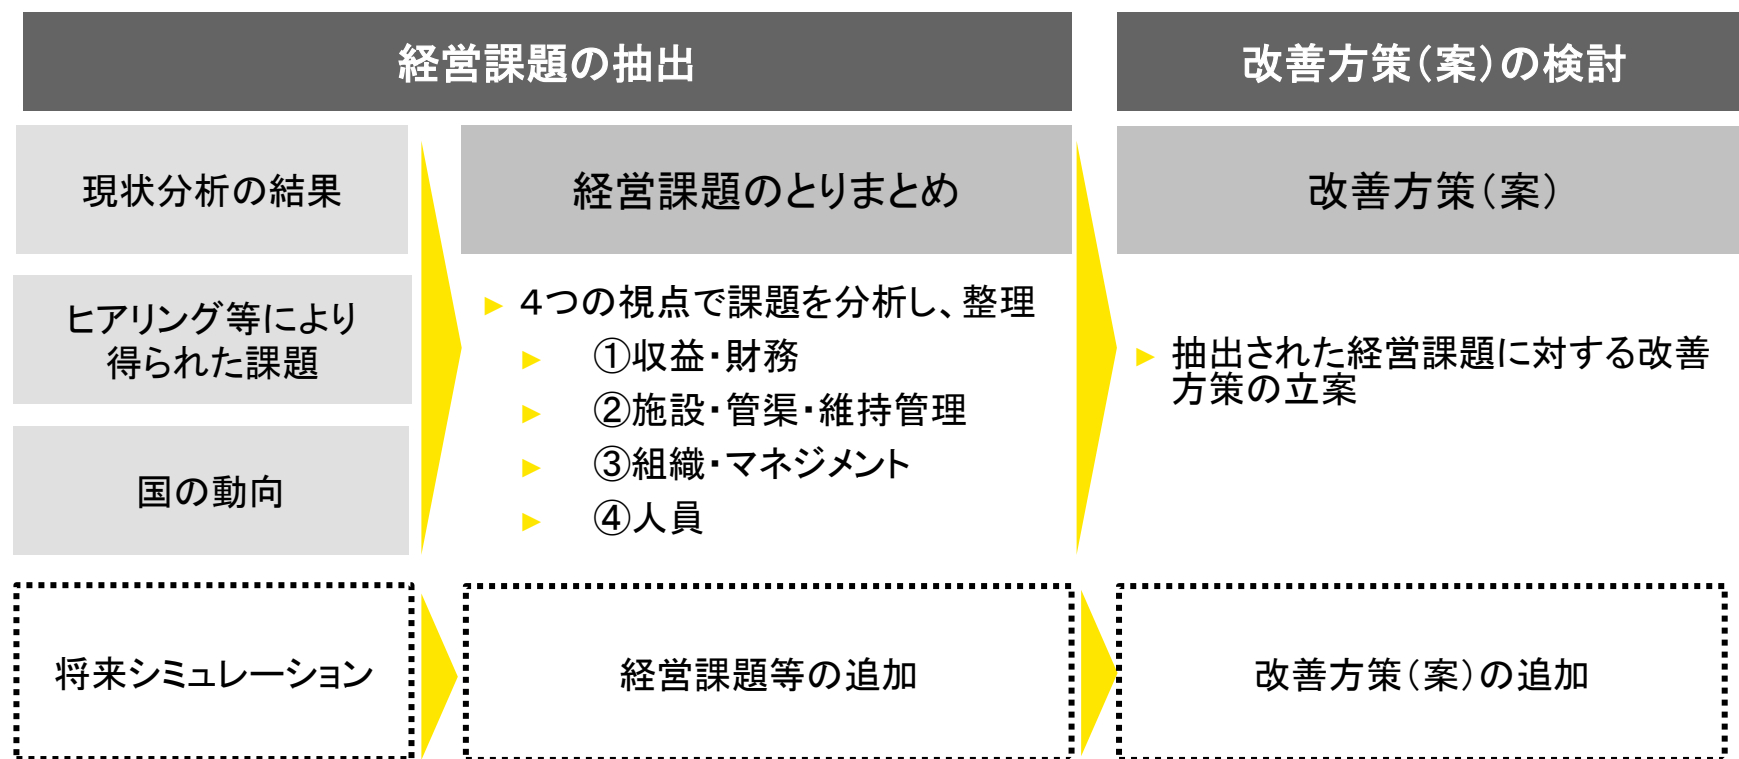 経営課題の抽出
改善方策（案）の検討
現状分析の結果
経営課題のとりまとめ
改善方策（案）
ヒアリング等により
得られた課題
国の動向
４つの視点で課題を分析し、整理
①収益・財務
②施設・管渠・維持管理
③組織・マネジメント
④人員
抽出された経営課題に対する改善
方策の立案
将来シミュレーション
経営課題等の追加
改善方策（案）の追加